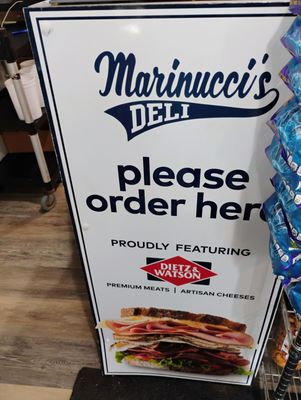 Marinucci's
DELI
please
order here
PROUDLY FEATURING
DIETZ &
WATSON
PREMIUM MEATS | ARTISAN CHEESES